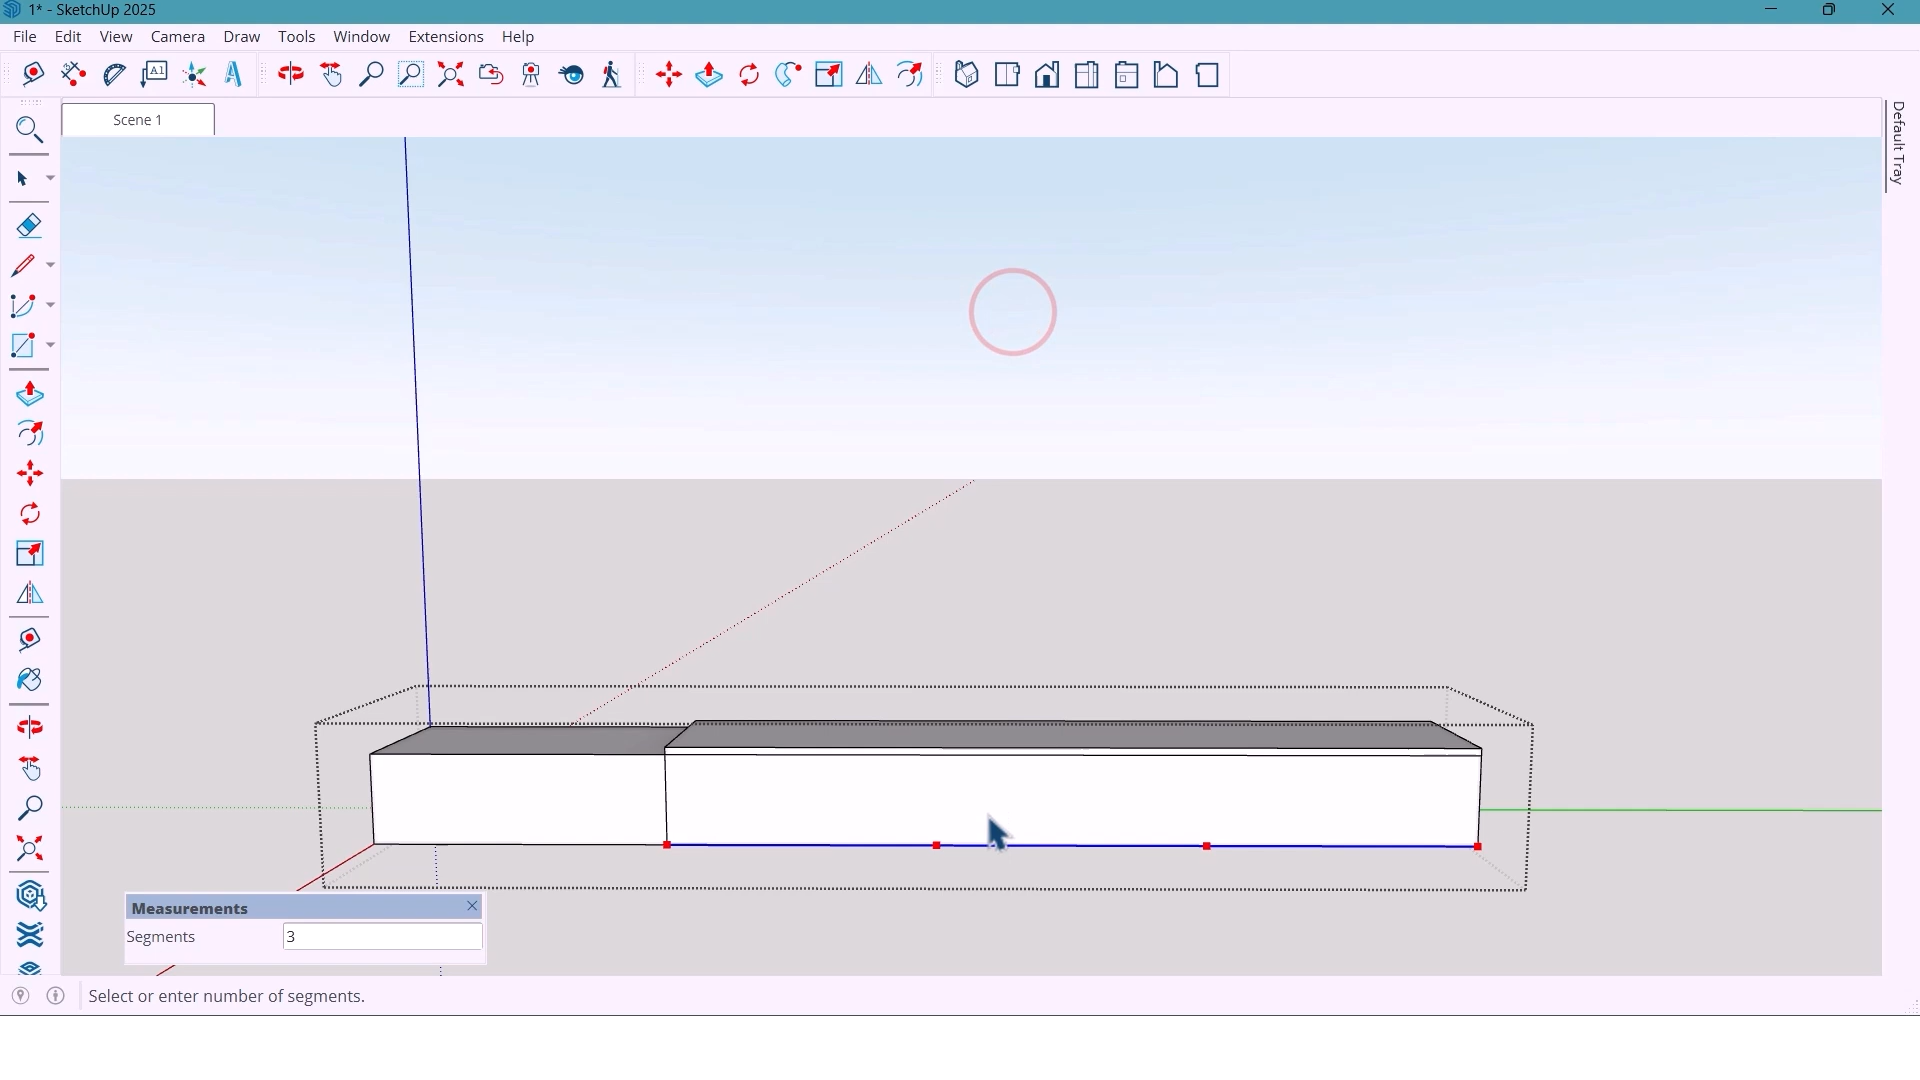 1* - SketchUp 2025
File Edit View Camera Draw Tools Window Extensions Help
A1
Scene 1
Default Tray
Measurements
Segments 3
Select or enter number of segments.